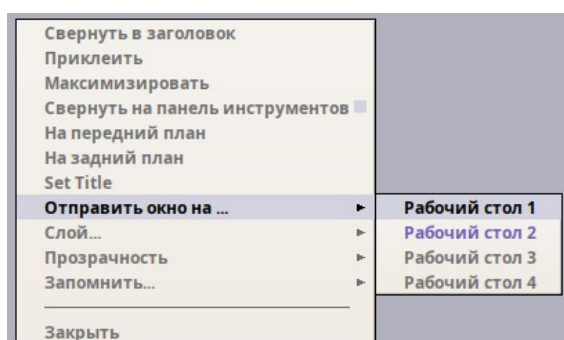 Свернуть в заголовок
Приклеить
Максимизировать
Свернуть на панель инструментов
На передний план
На задний план
Set Title
Отправить окно на ...
Рабочий стол 1
Слой...
Рабочий стол 2
Прозрачность
Рабочий стол 3
Запомнить...
Рабочий стол 4
Закрыть